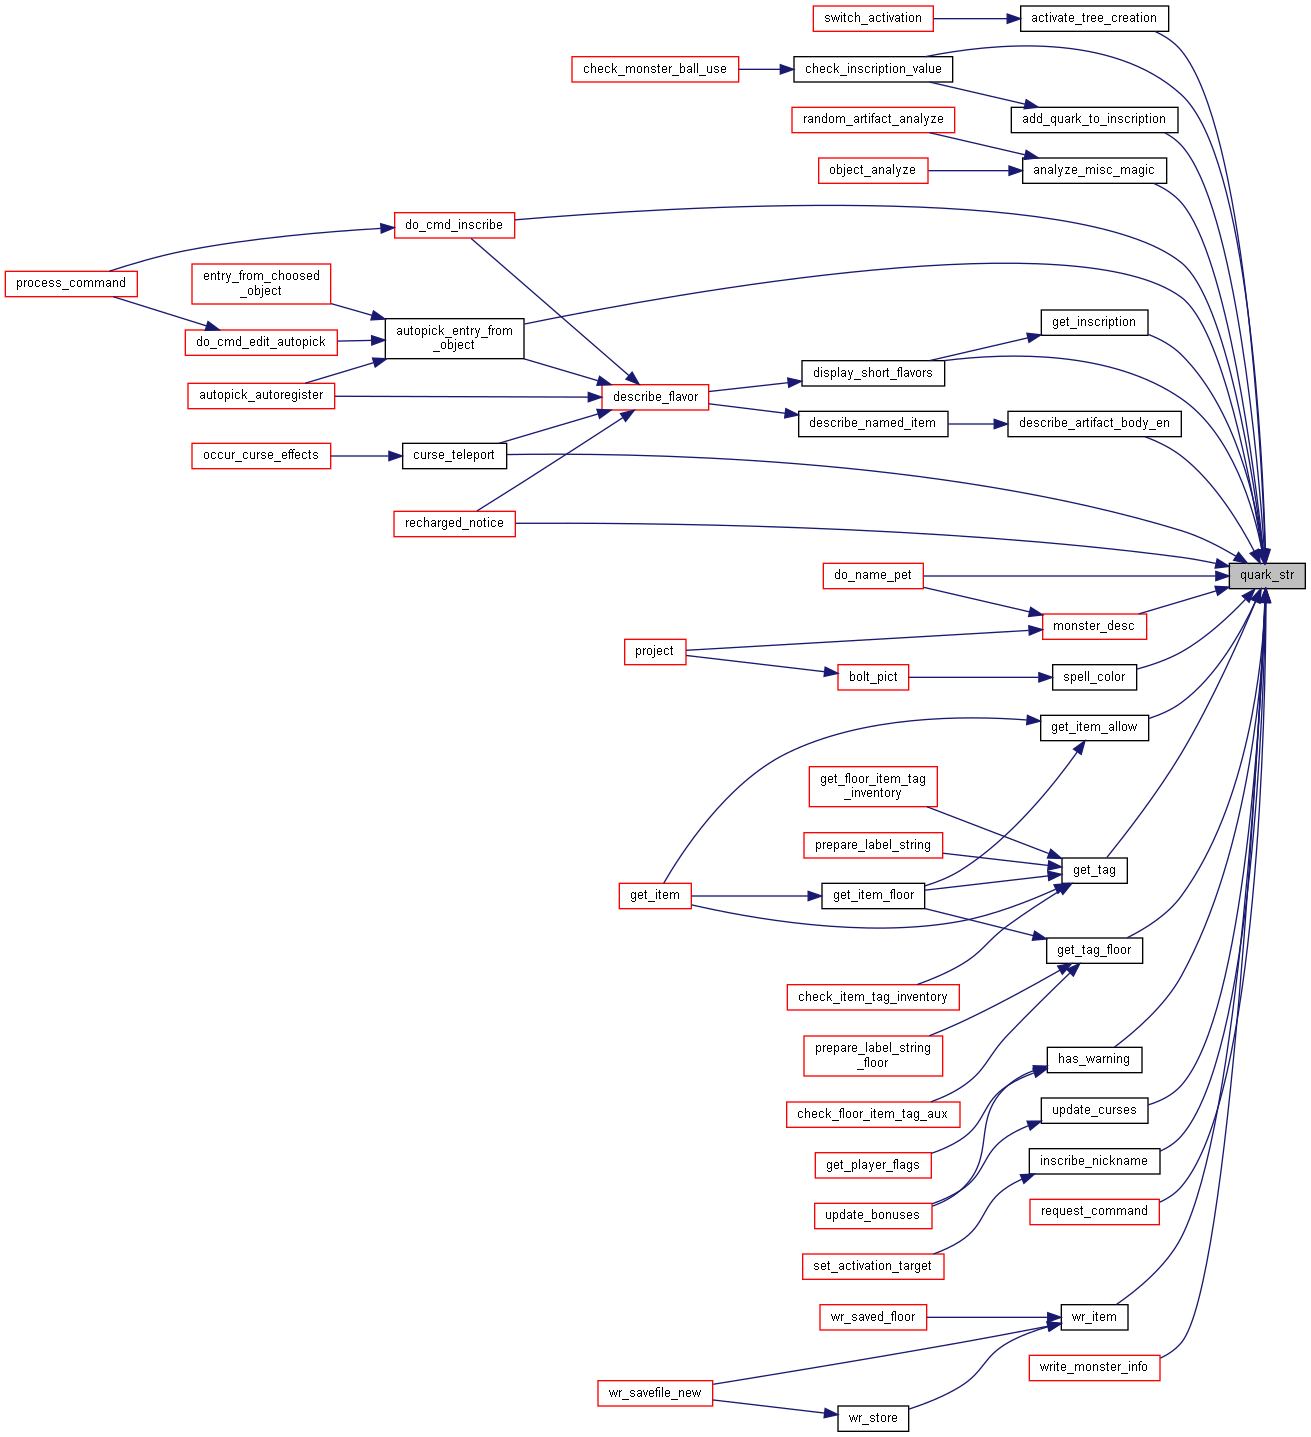 switch_activation
activate_tree_creation
check_monster_ball_use
check_inscription_value
random_artifact_analyze
add_quark_to_inscription
object_analyze
analyze_misc_magic
do_cmd_inscribe
process_command
entry_from_choosed
_object
autopick_entry_from
_object
do_cmd_edit_autopick
autopick_autoregister
get_inscription
display_short_flavors
describe_flavor
describe_named_item
describe_artifact_body_en
occur_curse_effects
curse_teleport
recharged_notice
quark_str
do_name_pet
monster_desc
project
bolt_pict
spell_color
get_item_allow
get_floor_item_tag
_inventory
prepare_label_string
get_tag
get_item
get_item_floor
get_tag_floor
check_item_tag_inventory
prepare_label_string
_floor
has_warning
check_floor_item_tag_aux
update_curses
get_player_flags
inscribe_nickname
update_bonuses
request_command
set_activation_target
wr_saved_floor
wr_item
write_monster_info
wr_savefile_new
wr_store